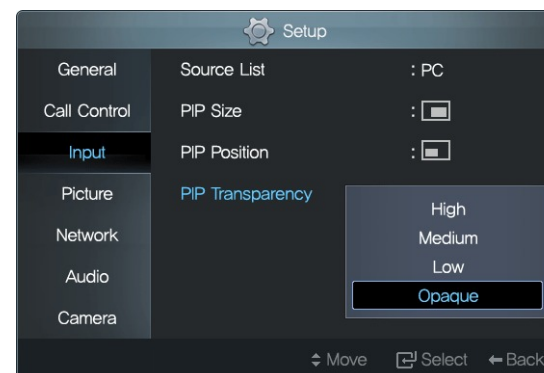 Setup
General
Call Control
Input
Picture
Network
Audio
Camera
Source List : PC
PIP Size :
PIP Position :
PIP Transparency
High
Medium
Low
Opaque
Move Select Back